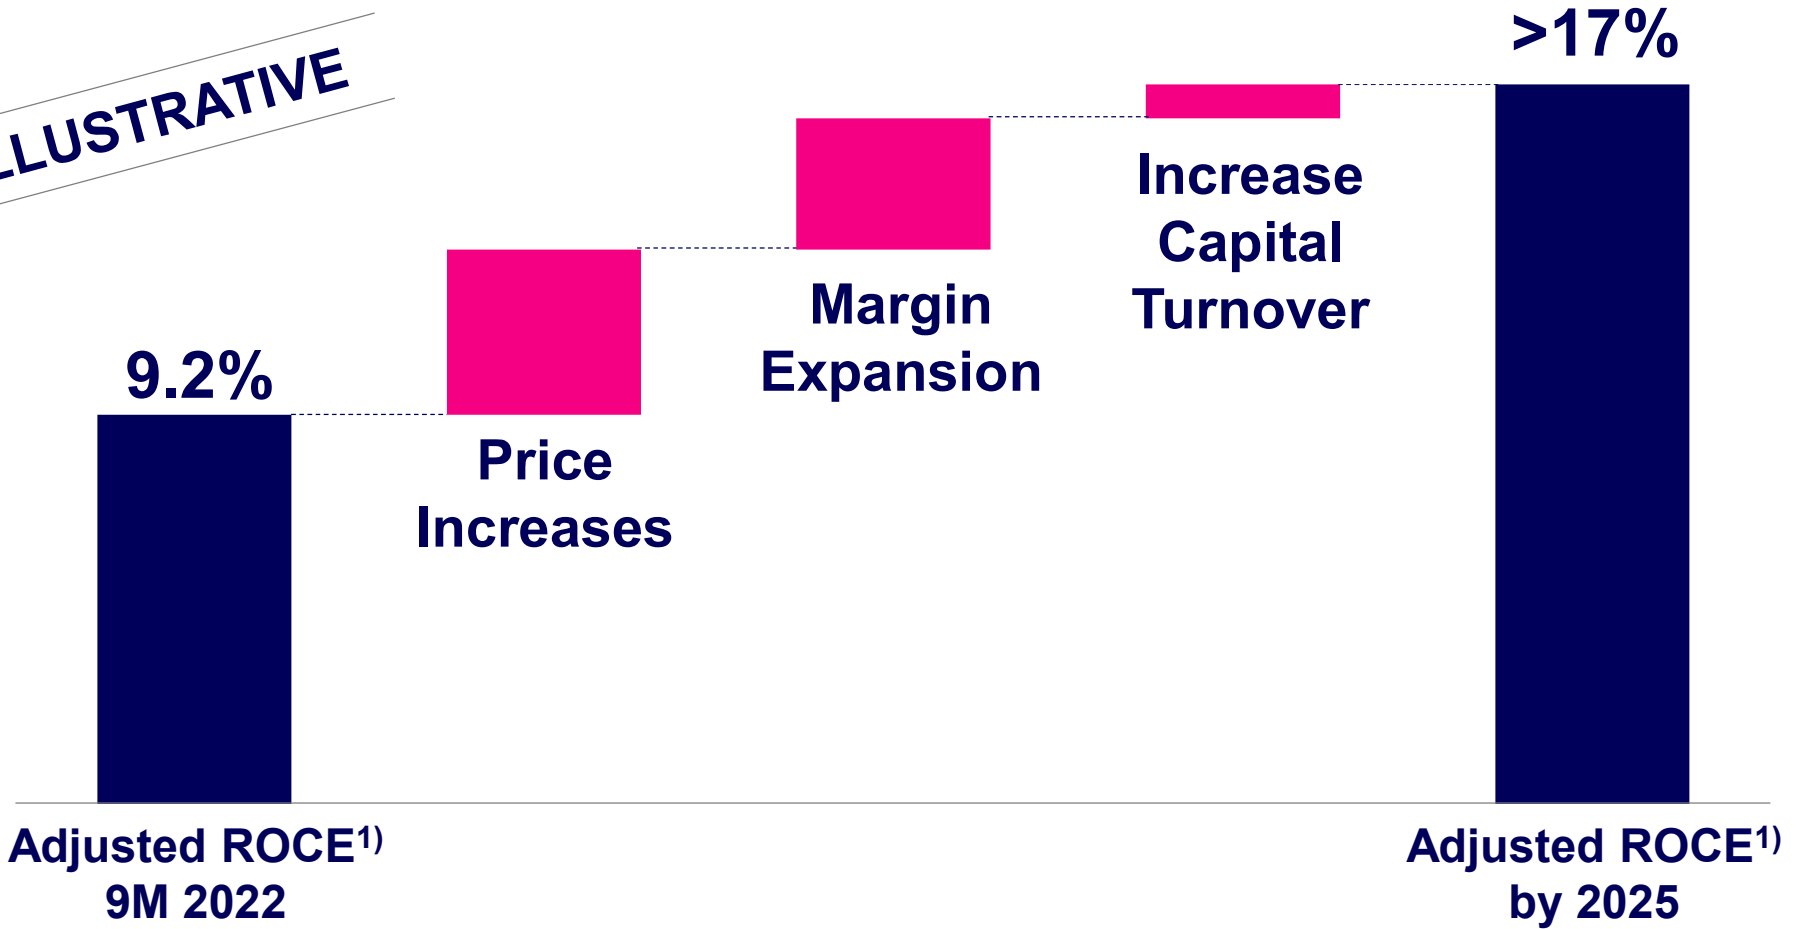 LLUSTRATIVE
>17%
9.2%
Price
Increases
Margin
Expansion
Increase
Capital
Turnover
Adjusted ROCE¹⁾
9M 2022
Adjusted ROCE¹⁾
by 2025